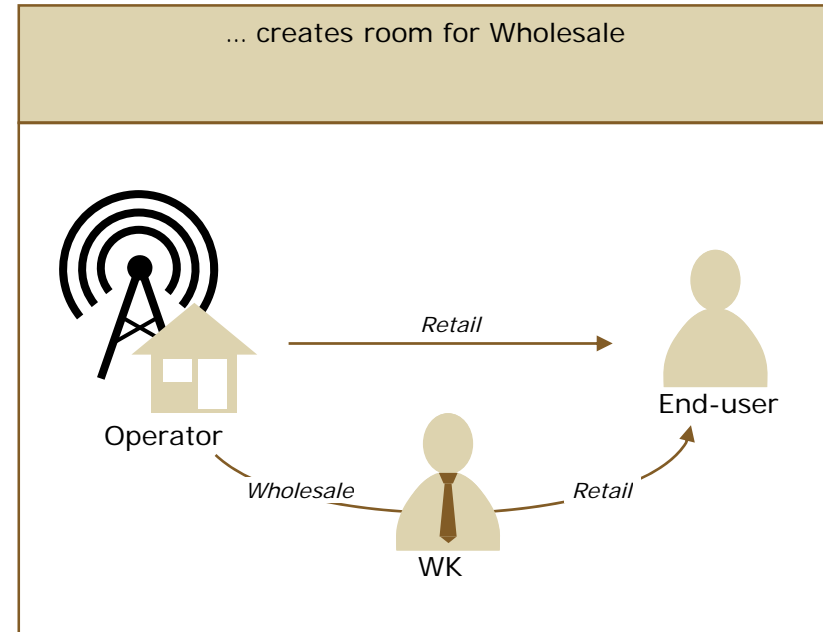 ... creates room for Wholesale
Retail
End-user
Operator
Wholesale
Retail
WK